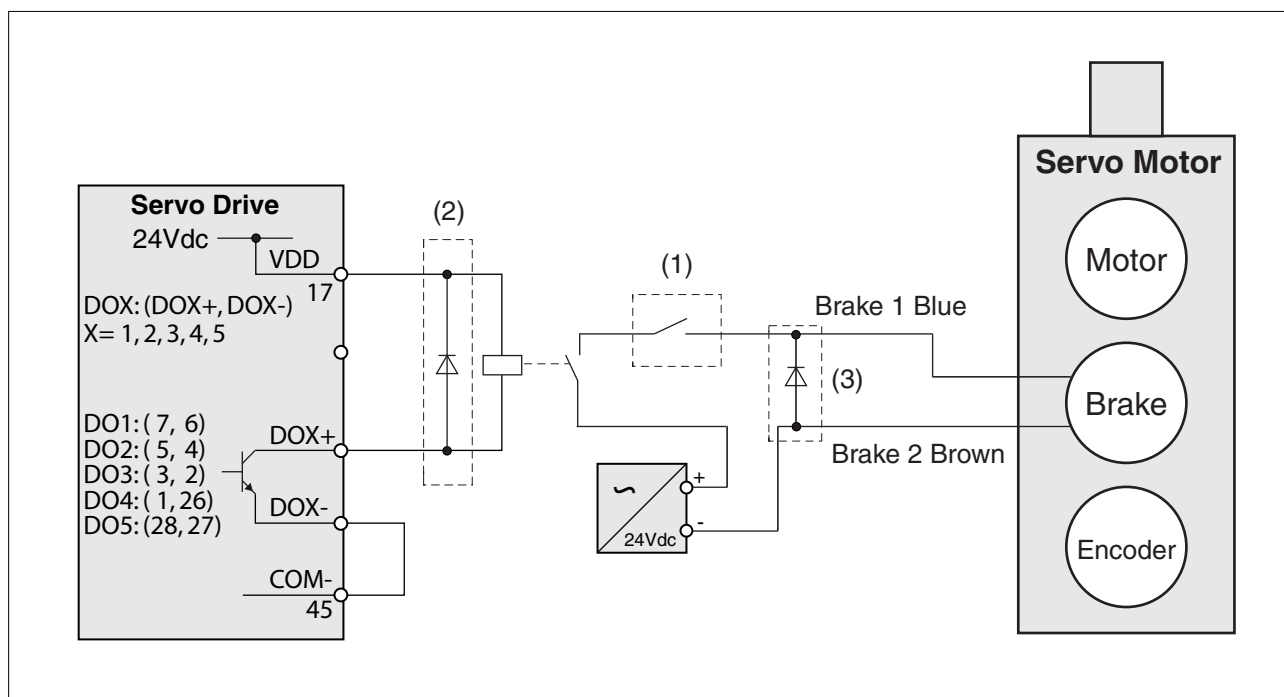 Servo Drive
24Vdc
VDD
17
DOX: (DOX+, DOX-)
X= 1, 2, 3, 4, 5
DO1: ( 7, 6)
DO2: ( 5, 4)
DO3: ( 3, 2)
DO4: ( 1, 26)
DO5: (28, 27)
DOX+
DOX-
COM-
45
(2)
(1)
Brake 1 Blue
(3)
Brake 2 Brown
+
-
24Vdc
Servo Motor
Motor
Brake
Encoder